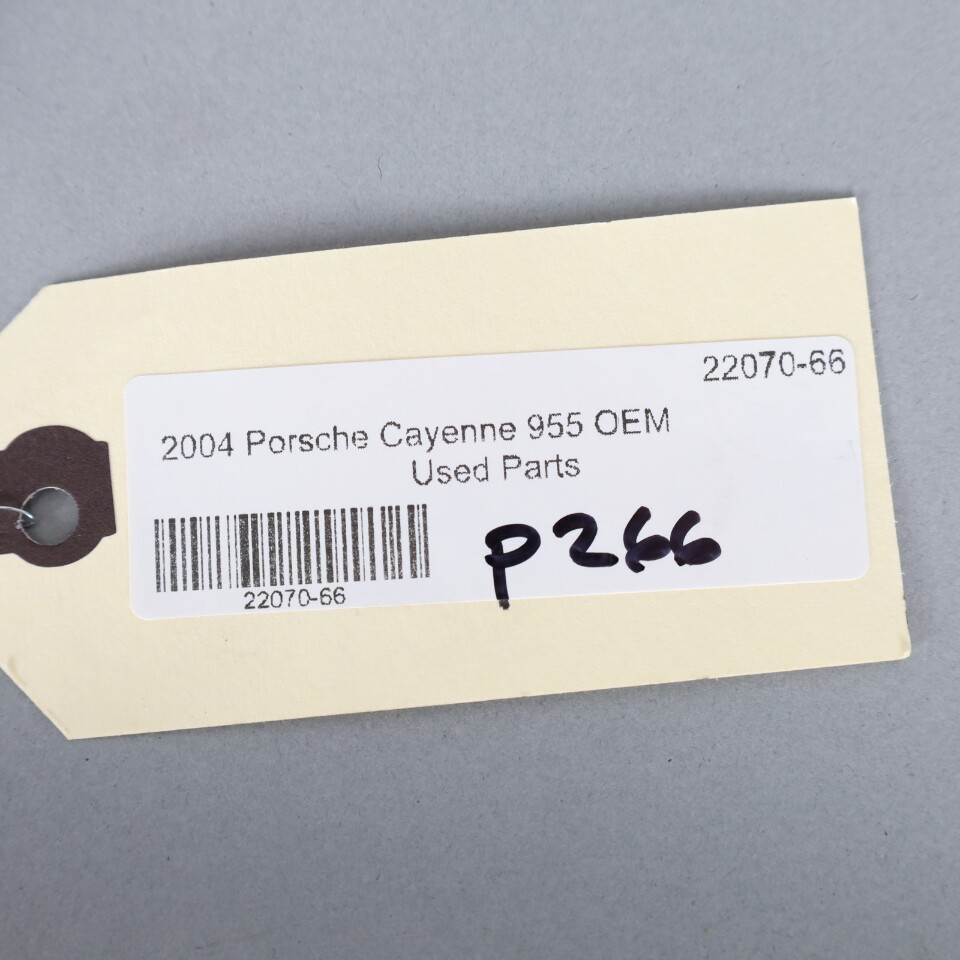 22070-66
2004 Porsche Cayenne 955 OEM
Used Parts
P266
22070-66